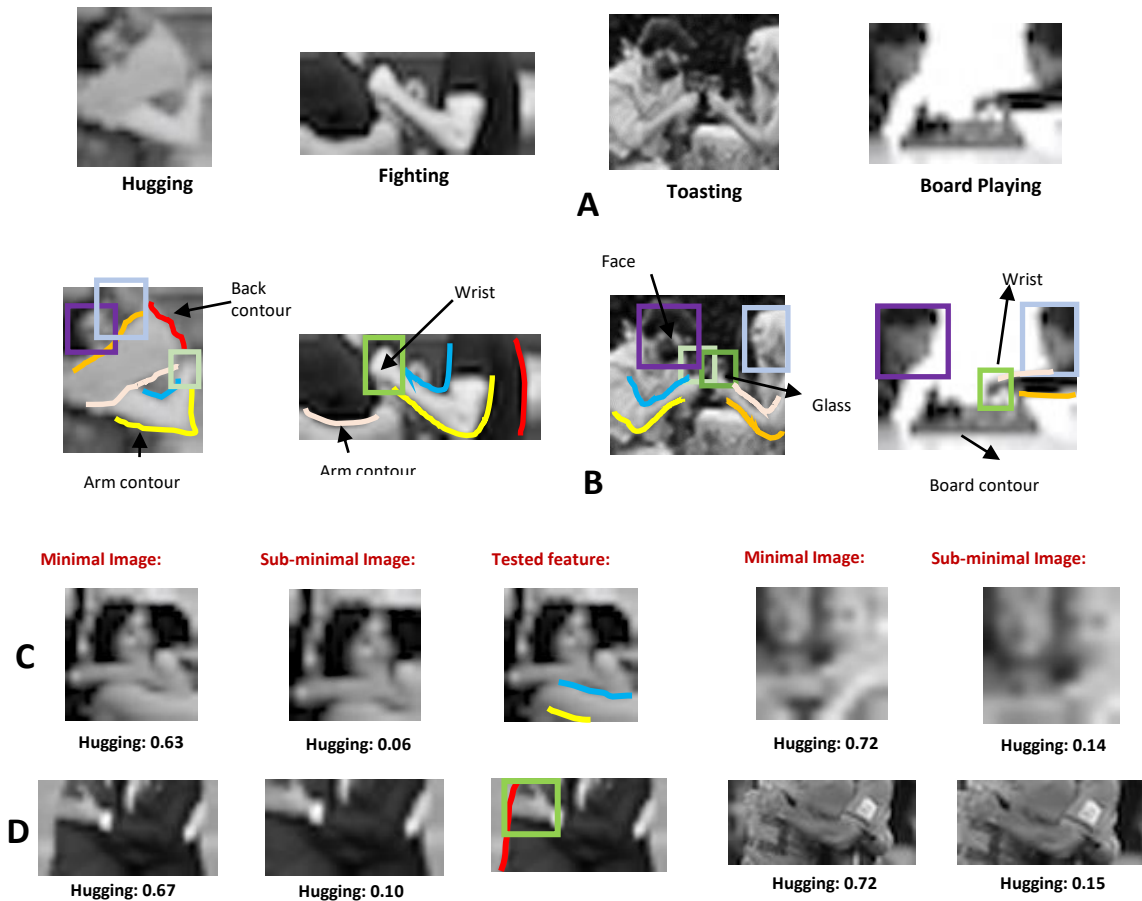 Hugging
Fighting
Toasting
Board Playing
A
Back
contour
Wrist
Face
Wrist
Glass
Arm contour
Arm contour
Board contour
B
Minimal Image:
Sub-minimal Image:
Tested feature:
Minimal Image:
Sub-minimal Image:
C
Hugging: 0.63
Hugging: 0.06
Hugging: 0.72
Hugging: 0.14
D
Hugging: 0.67
Hugging: 0.10
Hugging: 0.72
Hugging: 0.15